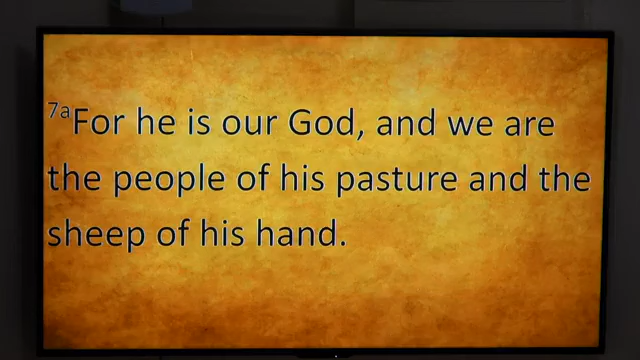 7aFor he is our God, and we are
the people of his pasture and the
sheep of his hand.